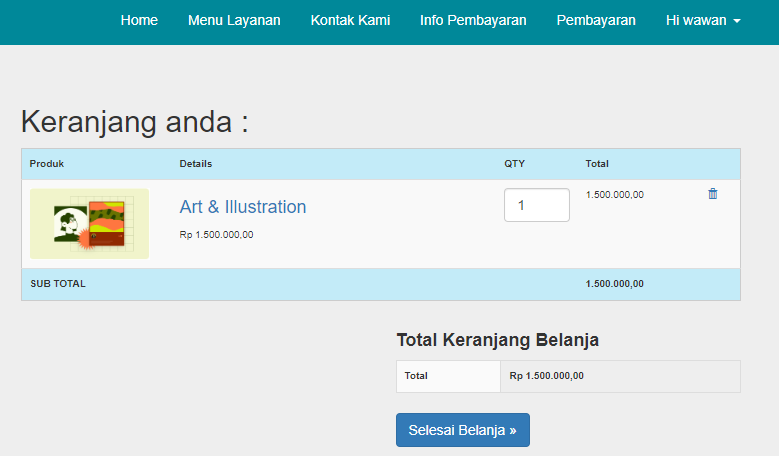 Home Menu Layanan Kontak Kami Info Pembayaran Pembayaran Hi wawan
Keranjang anda :
Produk Details QTY Total
Art & Illustration 1 1.500.000,00
Rp 1.500.000,00
SUB TOTAL 1.500.000,00
Total Keranjang Belanja
Total Rp 1.500.000,00
Selesai Belanja »